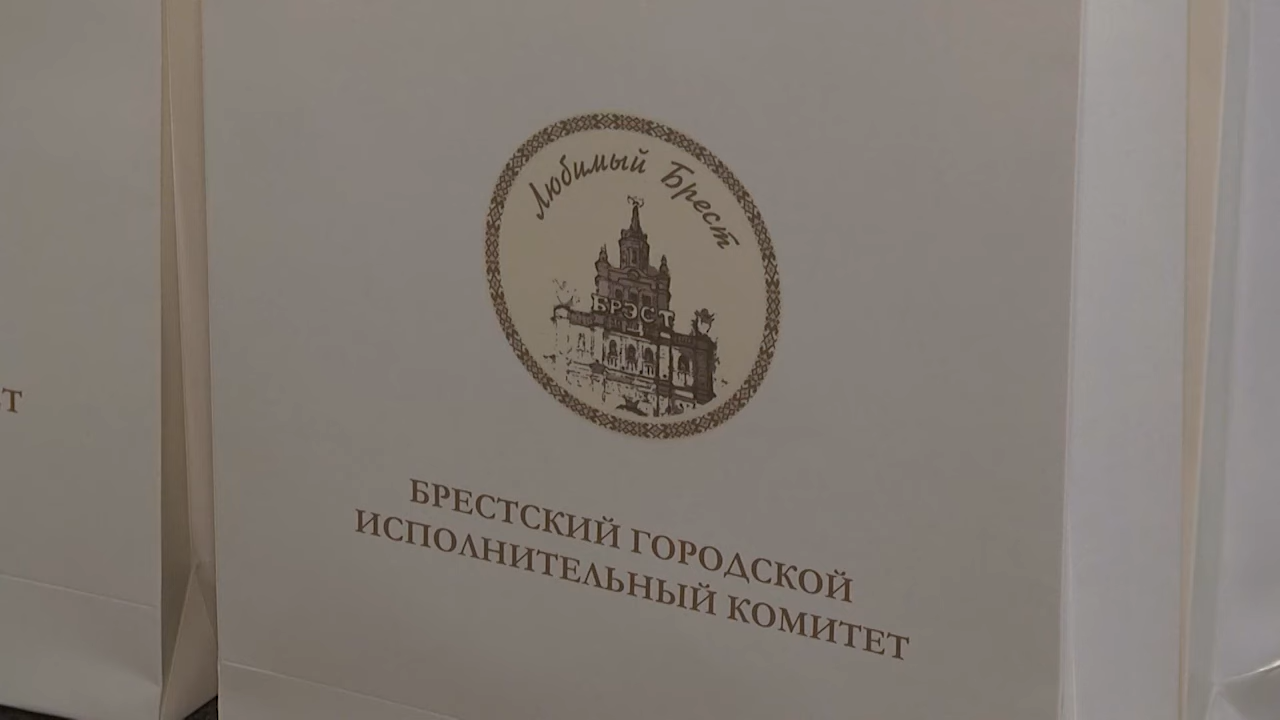 Любимый Брест
БРЭСТ
БРЕСТСКИЙ ГОРОДСКОЙ
ИСПОЛНИТЕЛЬНЫЙ КОМИТЕТ